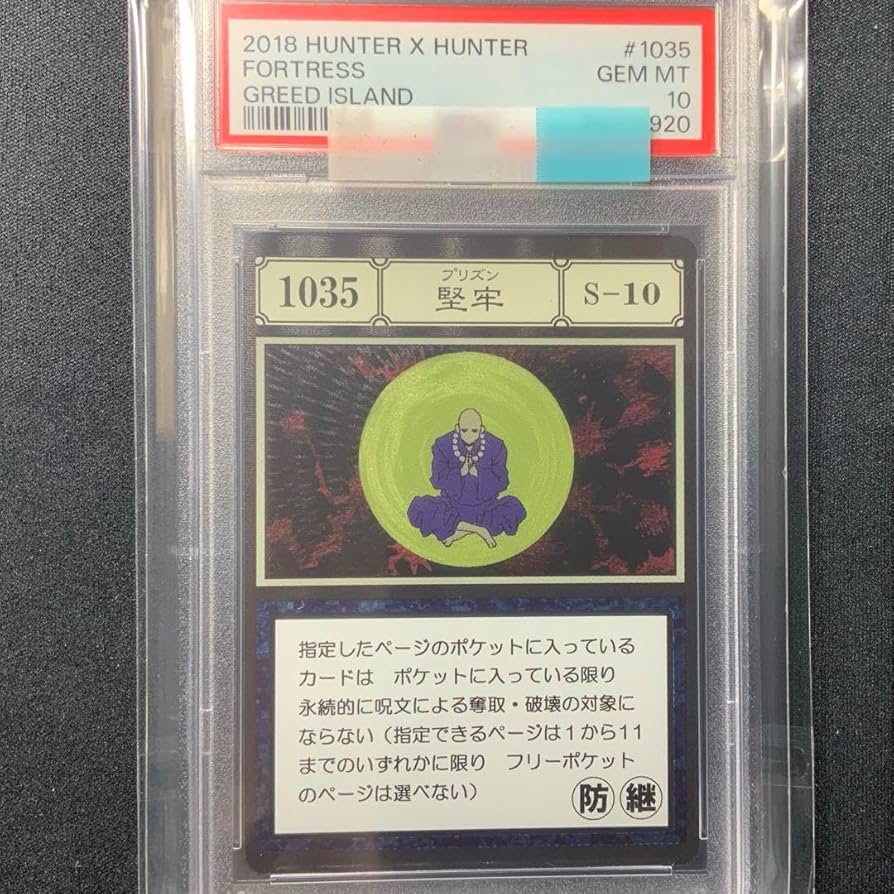 2018 HUNTER X HUNTER #1035
FORTRESS GEM MT
GREED ISLAND 10
920
1035 プリズン S-10
堅牢
指定したページのポケットに入っている
カードは ポケットに入っている限り
永続的に呪文による奪取・破壊の対象に
ならない（指定できるページは１から11
までのいずれかに限り フリーポケット
のページは選べない） 防 継